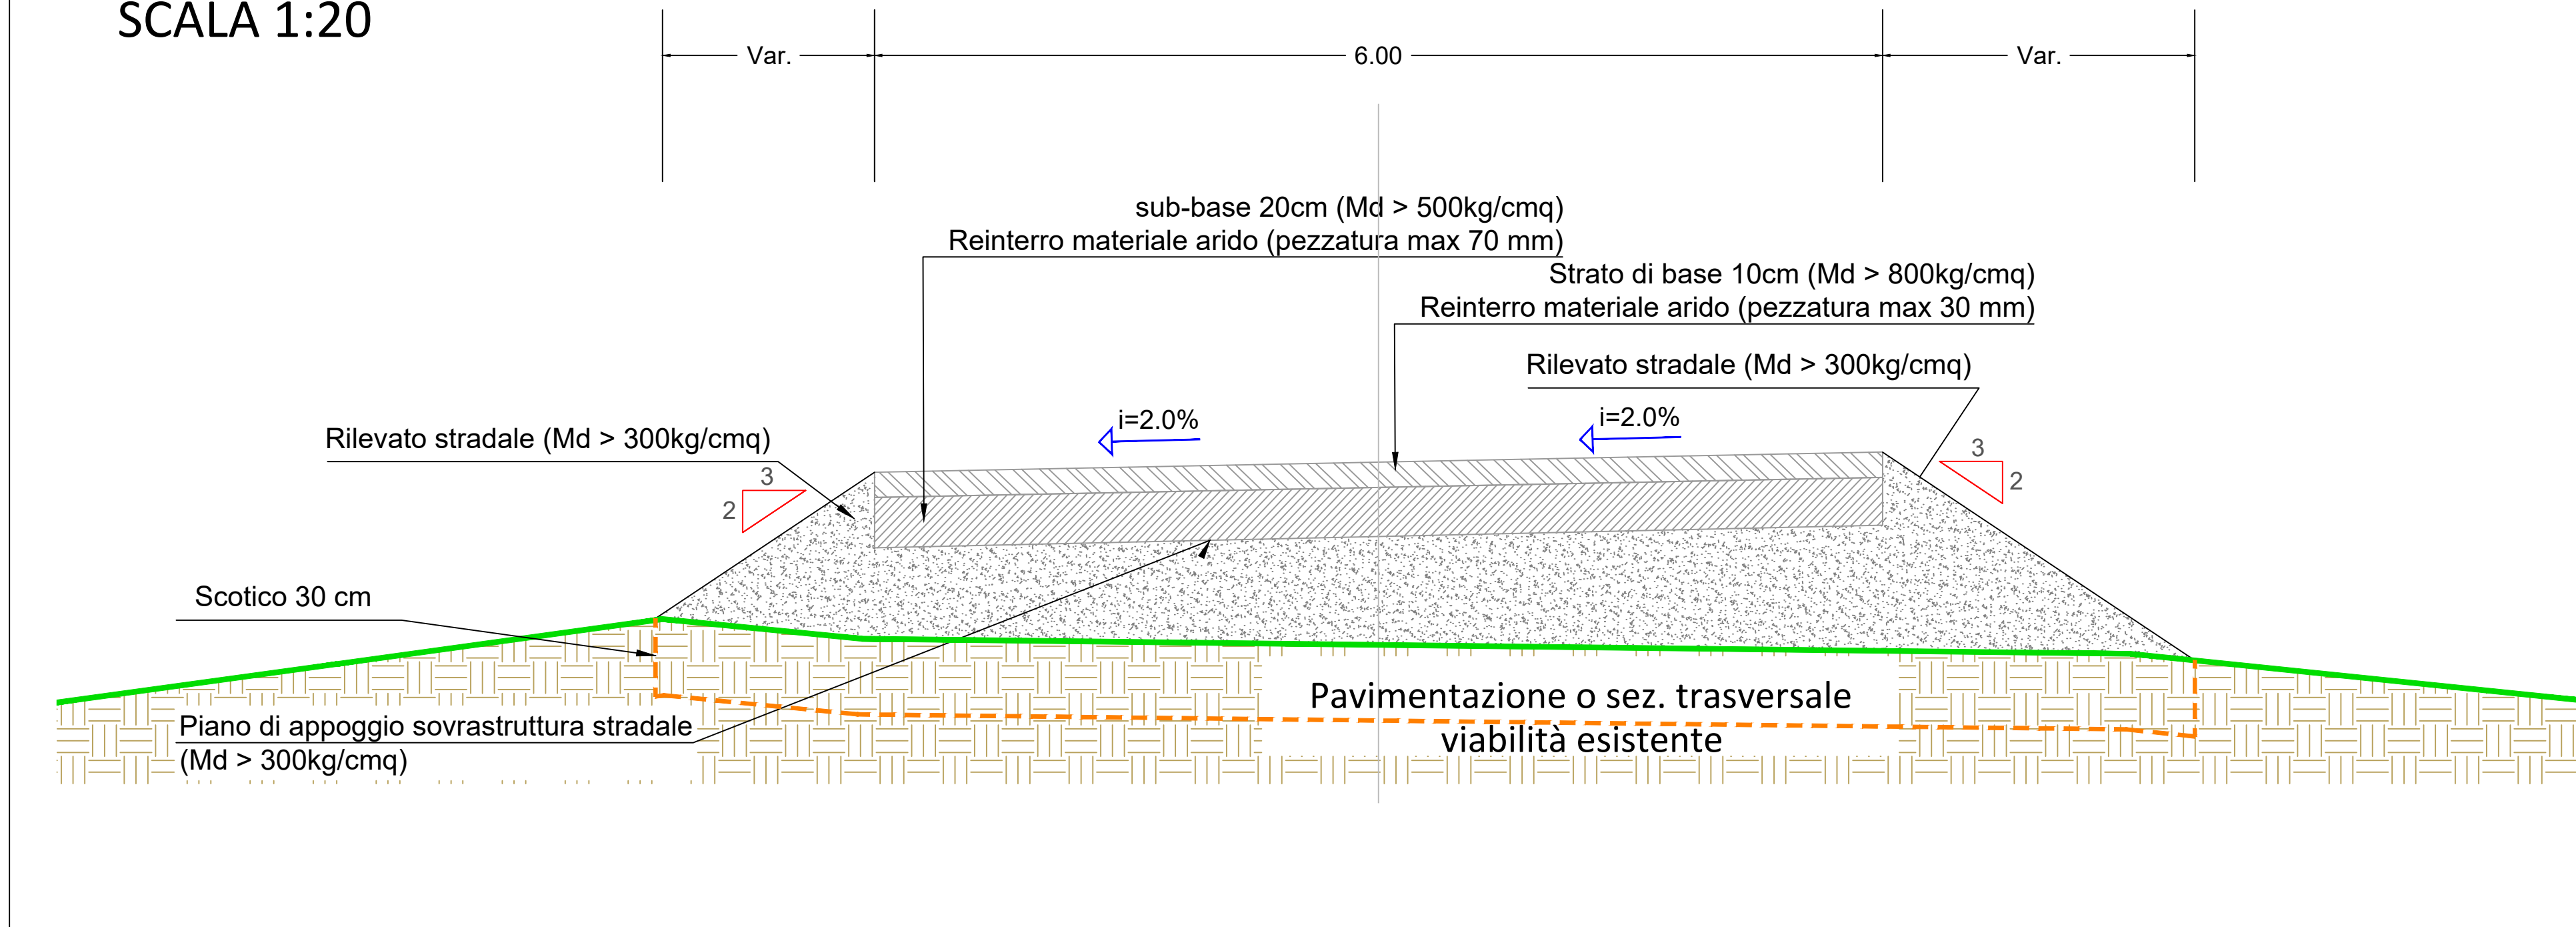 SCALA 1:20
Var.
6.00
Var.
sub-base 20cm (Md > 500kg/cmq)
Reinterro materiale arido (pezzatura max 70 mm)
Strato di base 10cm (Md > 800kg/cmq)
Reinterro materiale arido (pezzatura max 30 mm)
Rilevato stradale (Md > 300kg/cmq)
i=2.0%
i=2.0%
Rilevato stradale (Md > 300kg/cmq)
3
2
3
2
Scotico 30 cm
Pavimentazione o sez. trasversale
viabilità esistente
Piano di appoggio sovrastruttura stradale
(Md > 300kg/cmq)